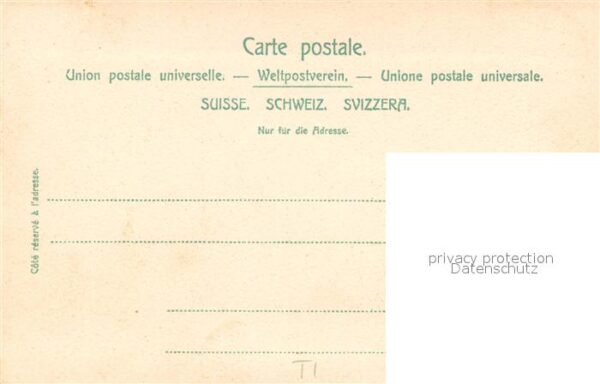 Carte postale.
Union postale universelle. — Weltpostverein. — Unione postale universale.
SUISSE. SCHWEIZ. SVIZZERA.
Nur für die Adresse.
Côté réservé à l'adresse.
privacy protection
Datenschutz
TI